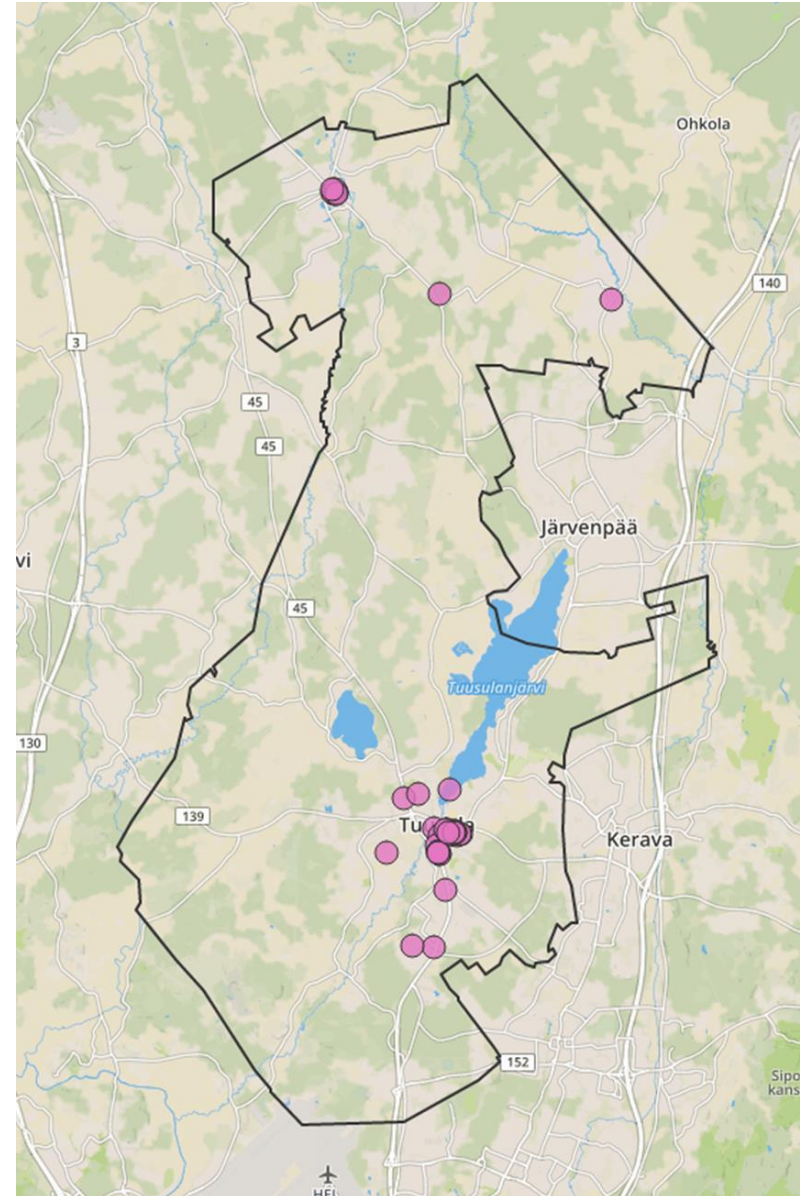 Ohkola
140
3
45
45
Järvenpää
vi
45
Tuusulanjärvi
130
139
Kerava
152
Sipo
kans
HEL